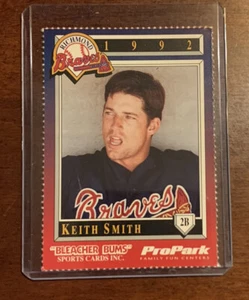 RICHMOND
Braves
1992
Braves
KEITH SMITH
2B
"BLEACHER BUMS"
SPORTS CARDS INC.
ProPark
FAMILY FUN CENTERS